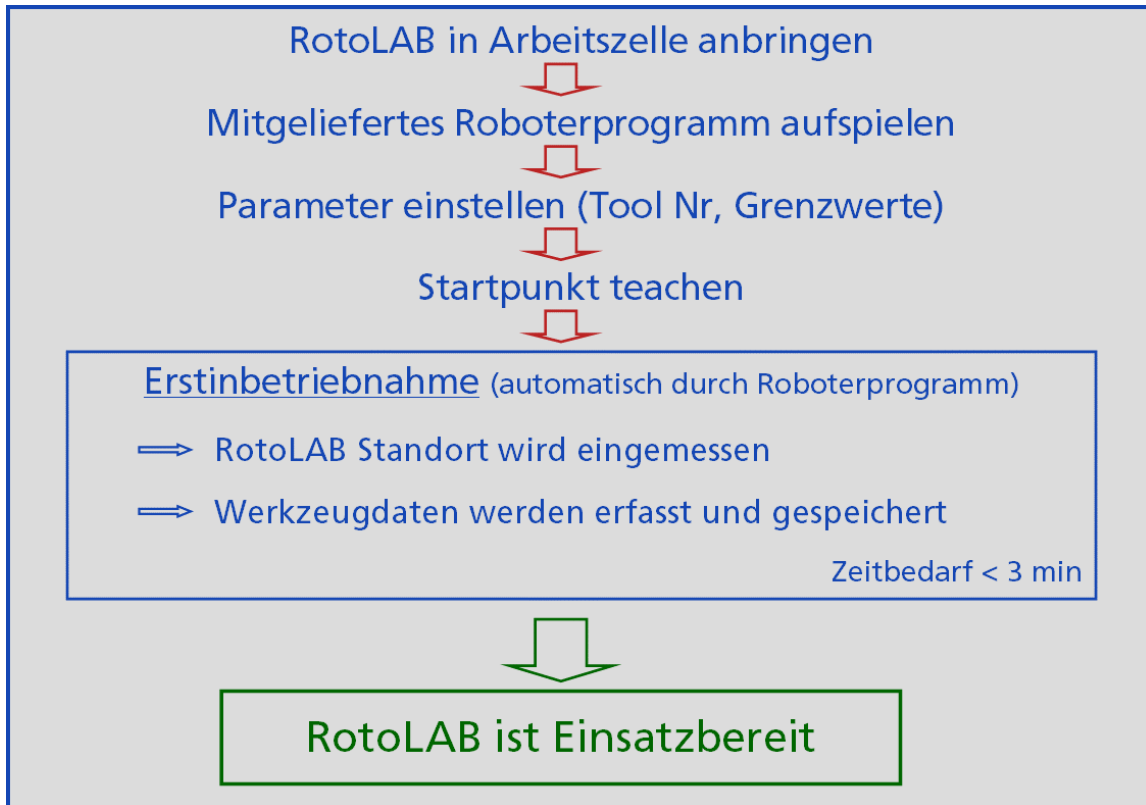 RotoLAB in Arbeitszelle anbringen
Mitgeliefertes Roboterprogramm aufspielen
Parameter einstellen (Tool Nr, Grenzwerte)
Startpunkt teachen
Erstinbetriebnahme (automatisch durch Roboterprogramm)
RotoLAB Standort wird eingemessen
Werkzeugdaten werden erfasst und gespeichert
Zeitbedarf < 3 min
RotoLAB ist Einsatzbereit